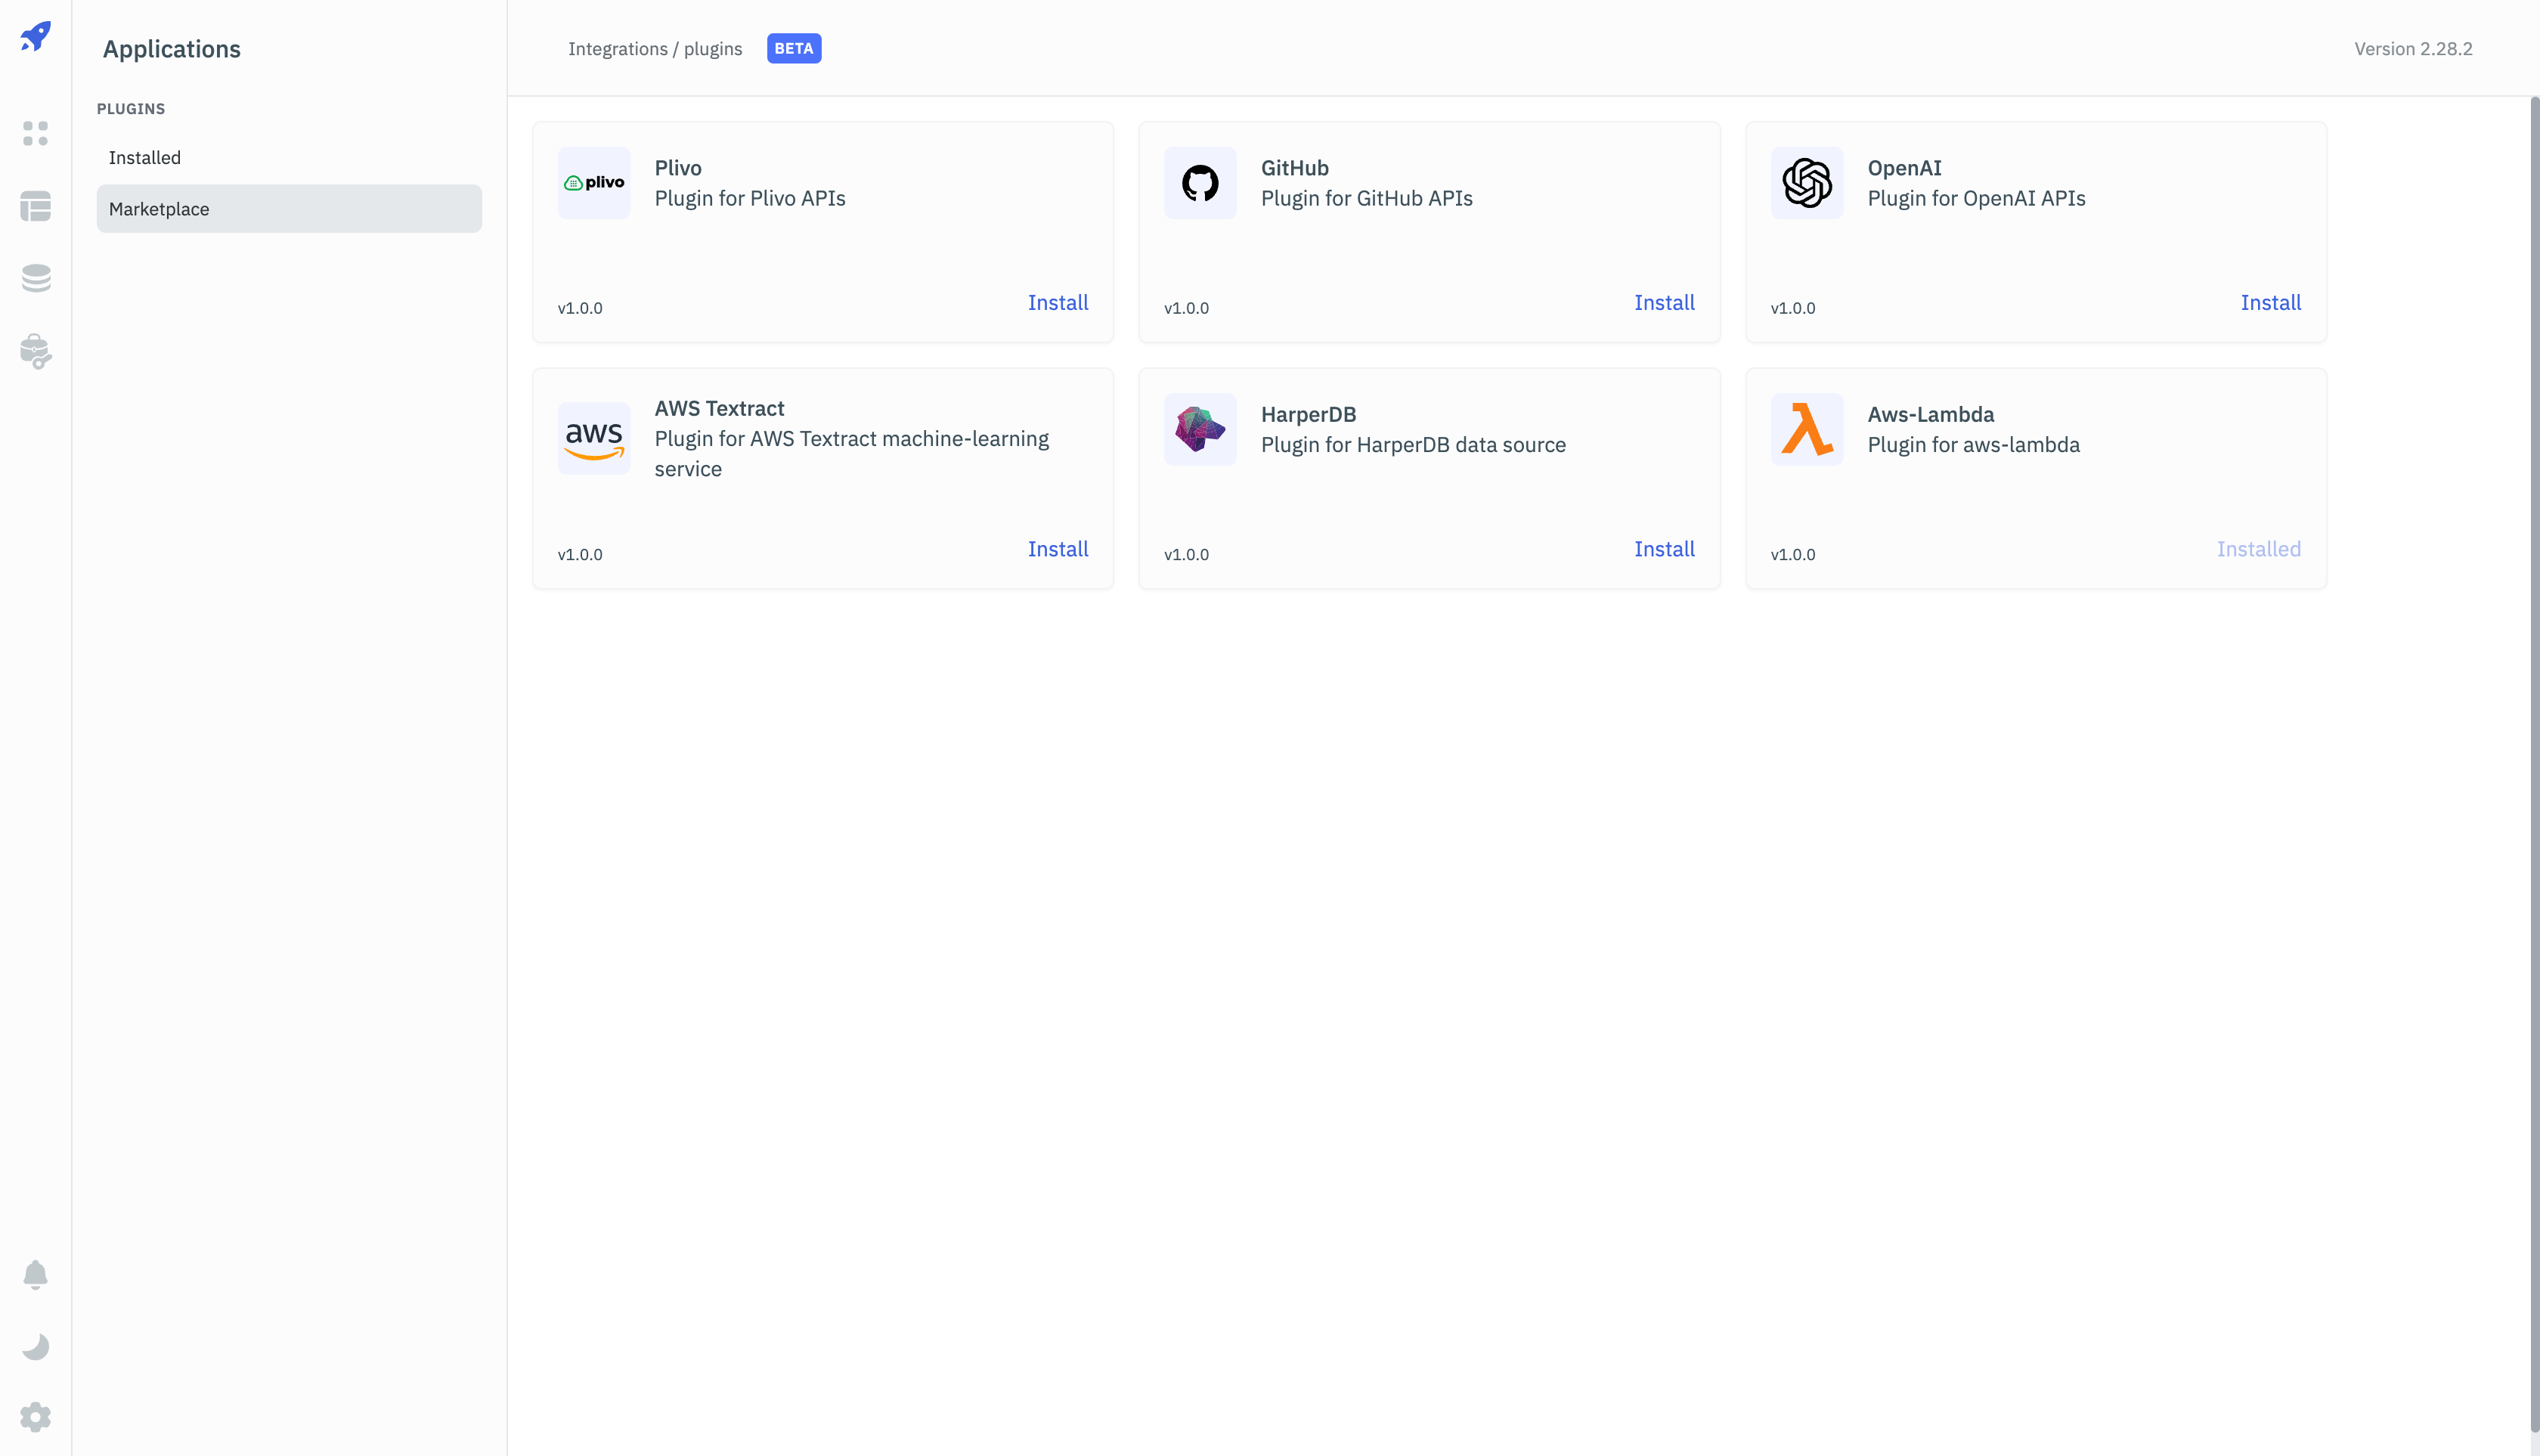 Applications
PLUGINS
Installed
Marketplace
Integrations / plugins
BETA
Version 2.28.2
plivo
Plivo
Plugin for Plivo APIs
v1.0.0
Install
GitHub
Plugin for GitHub APIs
v1.0.0
Install
OpenAI
Plugin for OpenAI APIs
v1.0.0
Install
aws
AWS Textract
Plugin for AWS Textract machine-learning
service
v1.0.0
Install
HarperDB
Plugin for HarperDB data source
v1.0.0
Install
Aws-Lambda
Plugin for aws-lambda
v1.0.0
Installed